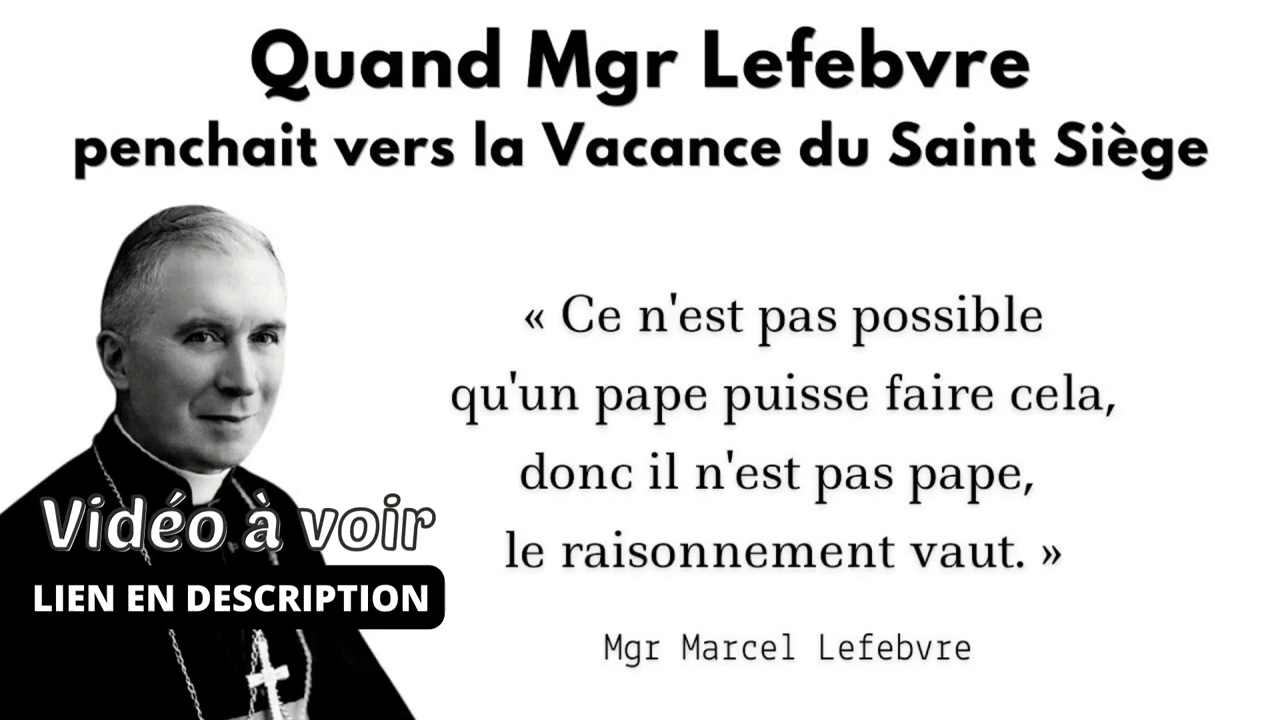 Quand Mgr Lefebvre
penchait vers la Vacance du Saint Siège
« Ce n'est pas possible
qu'un pape puisse faire cela,
donc il n'est pas pape,
le raisonnement vaut. »
Mgr Marcel Lefebvre
Vidéo à voir
LIEN EN DESCRIPTION